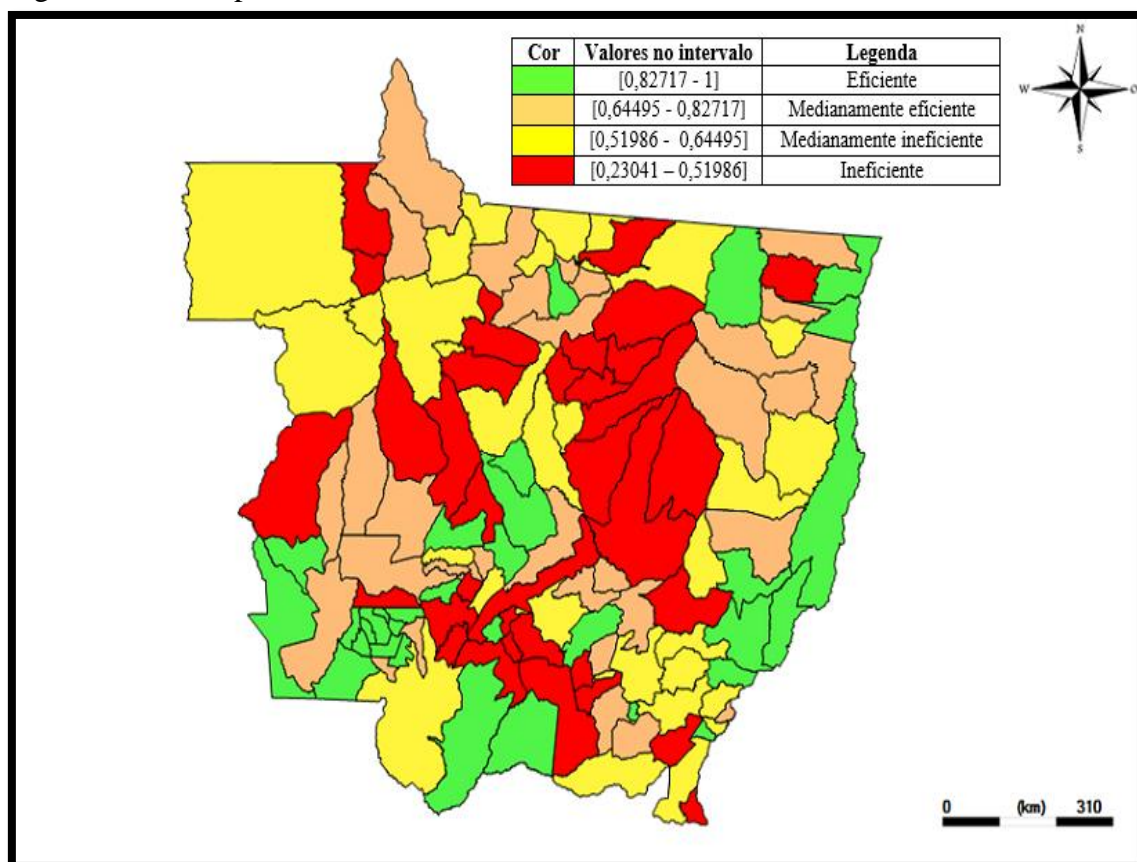 Cor Valores no intervalo Legenda
[0,82717 - 1] Eficiente
[0,64495 - 0,82717] Medianamente eficiente
[0,51986 - 0,64495] Medianamente ineficiente
[0,23041 – 0,51986] Ineficiente
N
W O
S
0 (km) 310